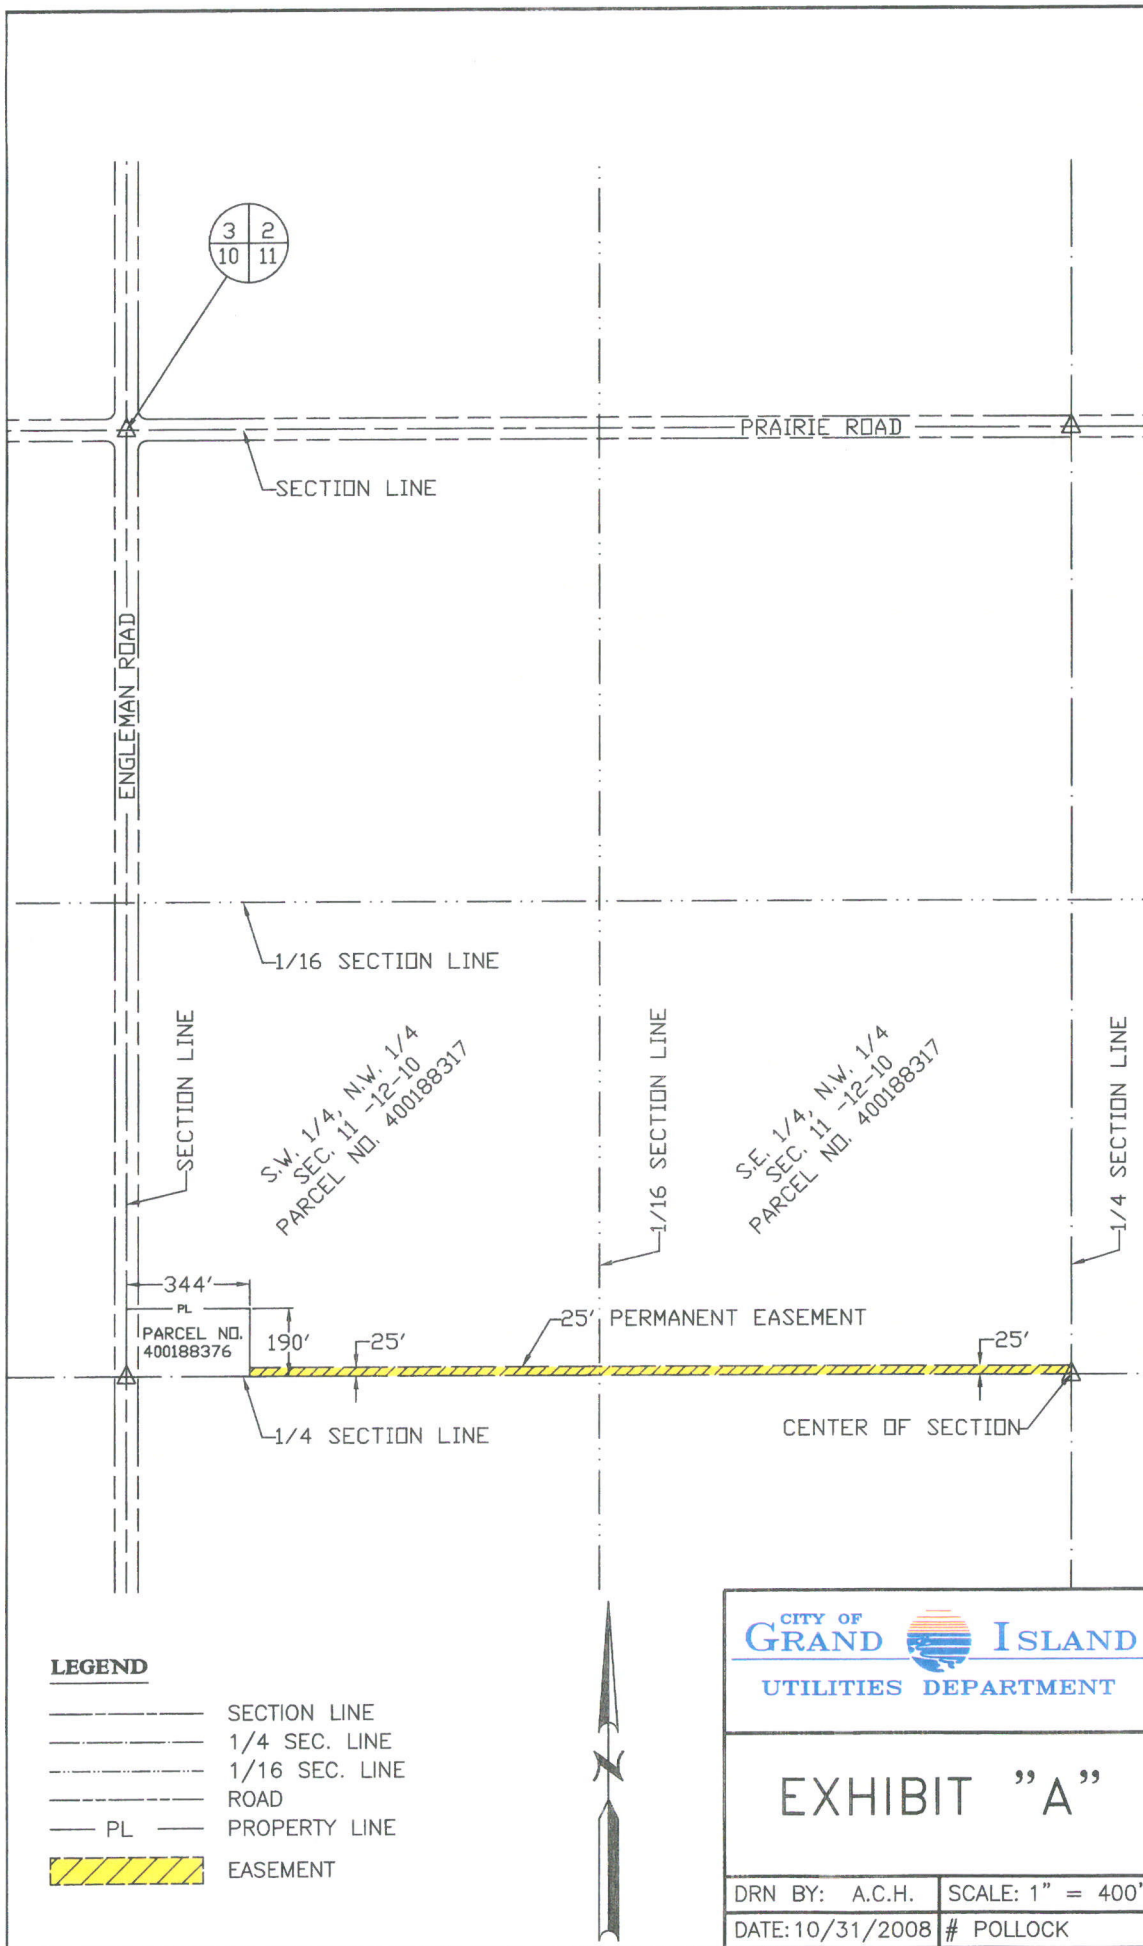 3 2
10 11
PRAIRIE ROAD
SECTION LINE
ENGLEMAN ROAD
1/16 SECTION LINE
SECTION LINE
S.W. 1/4, N.W. 1/4
SEC. 11 -12-10
PARCEL NO. 400188317
1/16 SECTION LINE
S.E. 1/4, N.W. 1/4
SEC. 11 -12-10
PARCEL NO. 400188317
1/4 SECTION LINE
344'
PL
PARCEL NO.
400188376
190'
25'
25' PERMANENT EASEMENT
25'
1/4 SECTION LINE
CENTER OF SECTION
LEGEND
SECTION LINE
1/4 SEC. LINE
1/16 SEC. LINE
ROAD
PL PROPERTY LINE
EASEMENT
N
CITY OF
GRAND ISLAND
UTILITIES DEPARTMENT
EXHIBIT "A"
DRN BY: A.C.H. SCALE: 1" = 400'
DATE: 10/31/2008 # POLLOCK